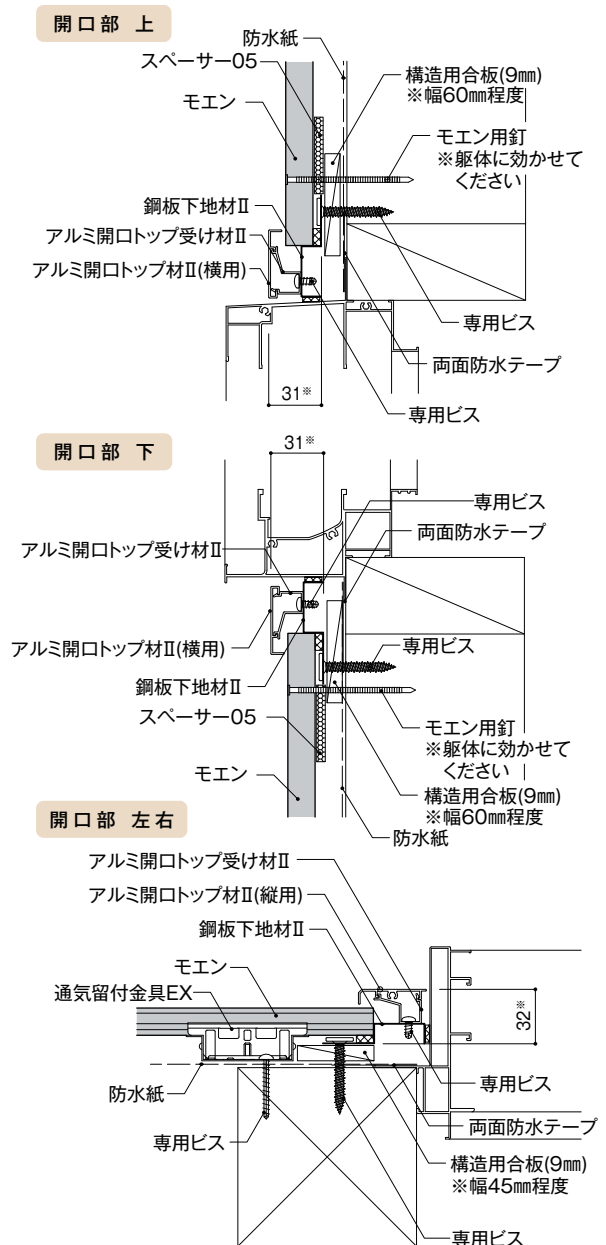 開口部 上
防水紙
スペーサー05
構造用合板(9㎜)
※幅60㎜程度
モエン
モエン用釘
※躯体に効かせて
ください
鋼板下地材Ⅱ
アルミ開口トップ受け材Ⅱ
アルミ開口トップ材Ⅱ(横用)
専用ビス
両面防水テープ
31※
専用ビス
開口部 下
31※
専用ビス
両面防水テープ
アルミ開口トップ受け材Ⅱ
アルミ開口トップ材Ⅱ(横用)
専用ビス
鋼板下地材Ⅱ
スペーサー05
モエン用釘
※躯体に効かせて
ください
モエン
構造用合板(9㎜)
※幅60㎜程度
防水紙
開口部 左右
アルミ開口トップ受け材Ⅱ
アルミ開口トップ材Ⅱ(縦用)
鋼板下地材Ⅱ
モエン
通気留付金具EX
32※
防水紙
専用ビス
専用ビス
両面防水テープ
構造用合板(9㎜)
※幅45㎜程度
専用ビス